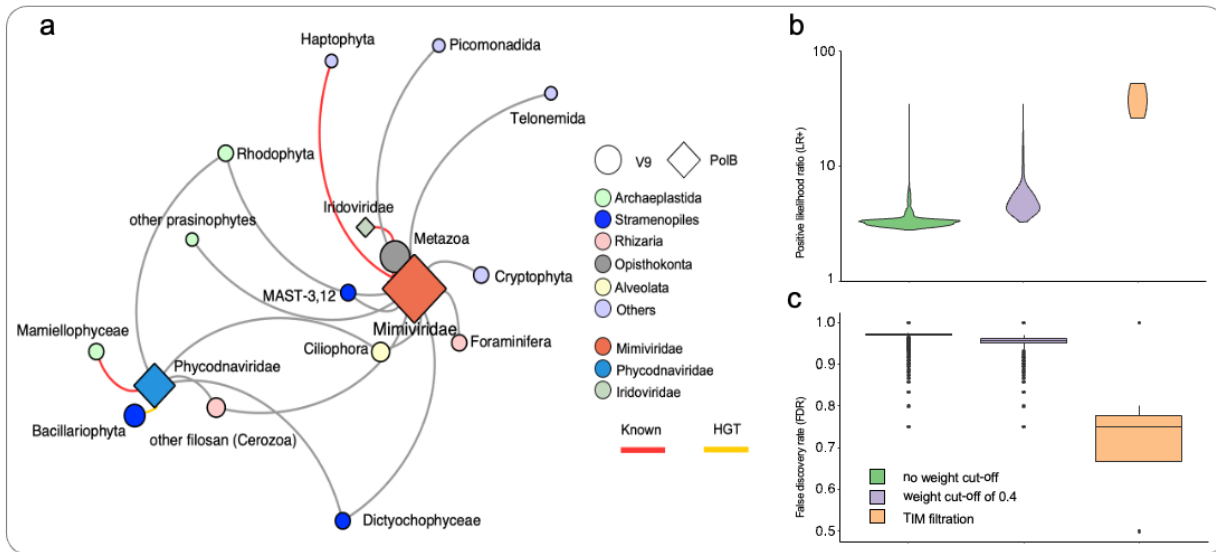 a
Haptophyta
Picomonadida
Telonemida
Rhodophyta
Iridoviridae
other prasinophytes
Metazoa
Cryptophyta
MAST-3,12
Mimiviridae
Mamiellophyceae
Ciliophora
Foraminifera
Phycodnaviridae
Bacillariophyta
other filosan (Cerozoa)
Dictyochophyceae
V9
PolB
Archaeplastida
Stramenopiles
Rhizaria
Opisthokonta
Alveolata
Others
Mimiviridae
Phycodnaviridae
Iridoviridae
Known
HGT
b
Positive likelihood ratio (LR+)
100
10
1
c
False discovery rate (FDR)
1.0
0.9
0.8
0.7
0.6
0.5
no weight cut-off
weight cut-off of 0.4
TIM filtration